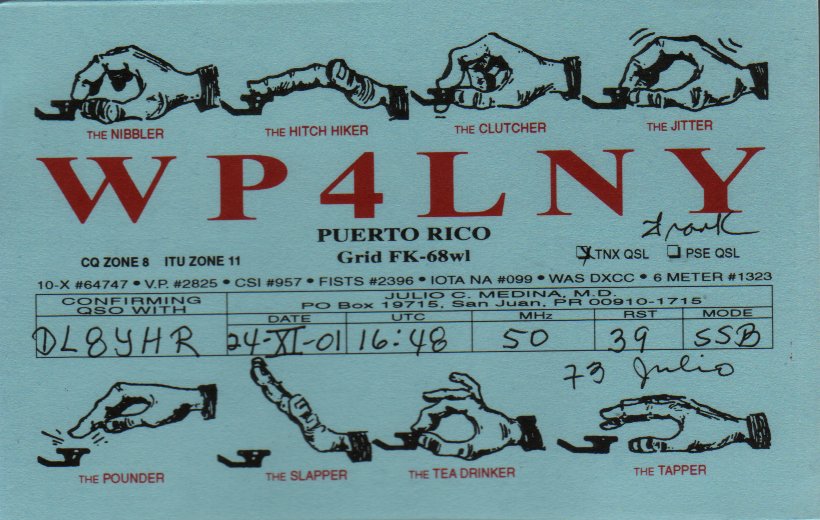 THE NIBBLER THE HITCH HIKER THE CLUTCHER THE JITTER
WP4LNY
Frank
PUERTO RICO
CQ ZONE 8 ITU ZONE 11 Grid FK-68wl ☒ TNX QSL ☐ PSE QSL
10-X #64747 • V.P. #2825 • CSI #957 • FISTS #2396 • IOTA NA #099 • WAS DXCC • 6 METER #1323
CONFIRMING QSO WITH
JULIO C. MEDINA, M.D.
PO Box 19715, San Juan, PR 00910-1715
DATE UTC MHz RST MODE
DL8YHR 24-XI-01 16:48 50 39 SSB
73 Julio
THE POUNDER THE SLAPPER THE TEA DRINKER THE TAPPER